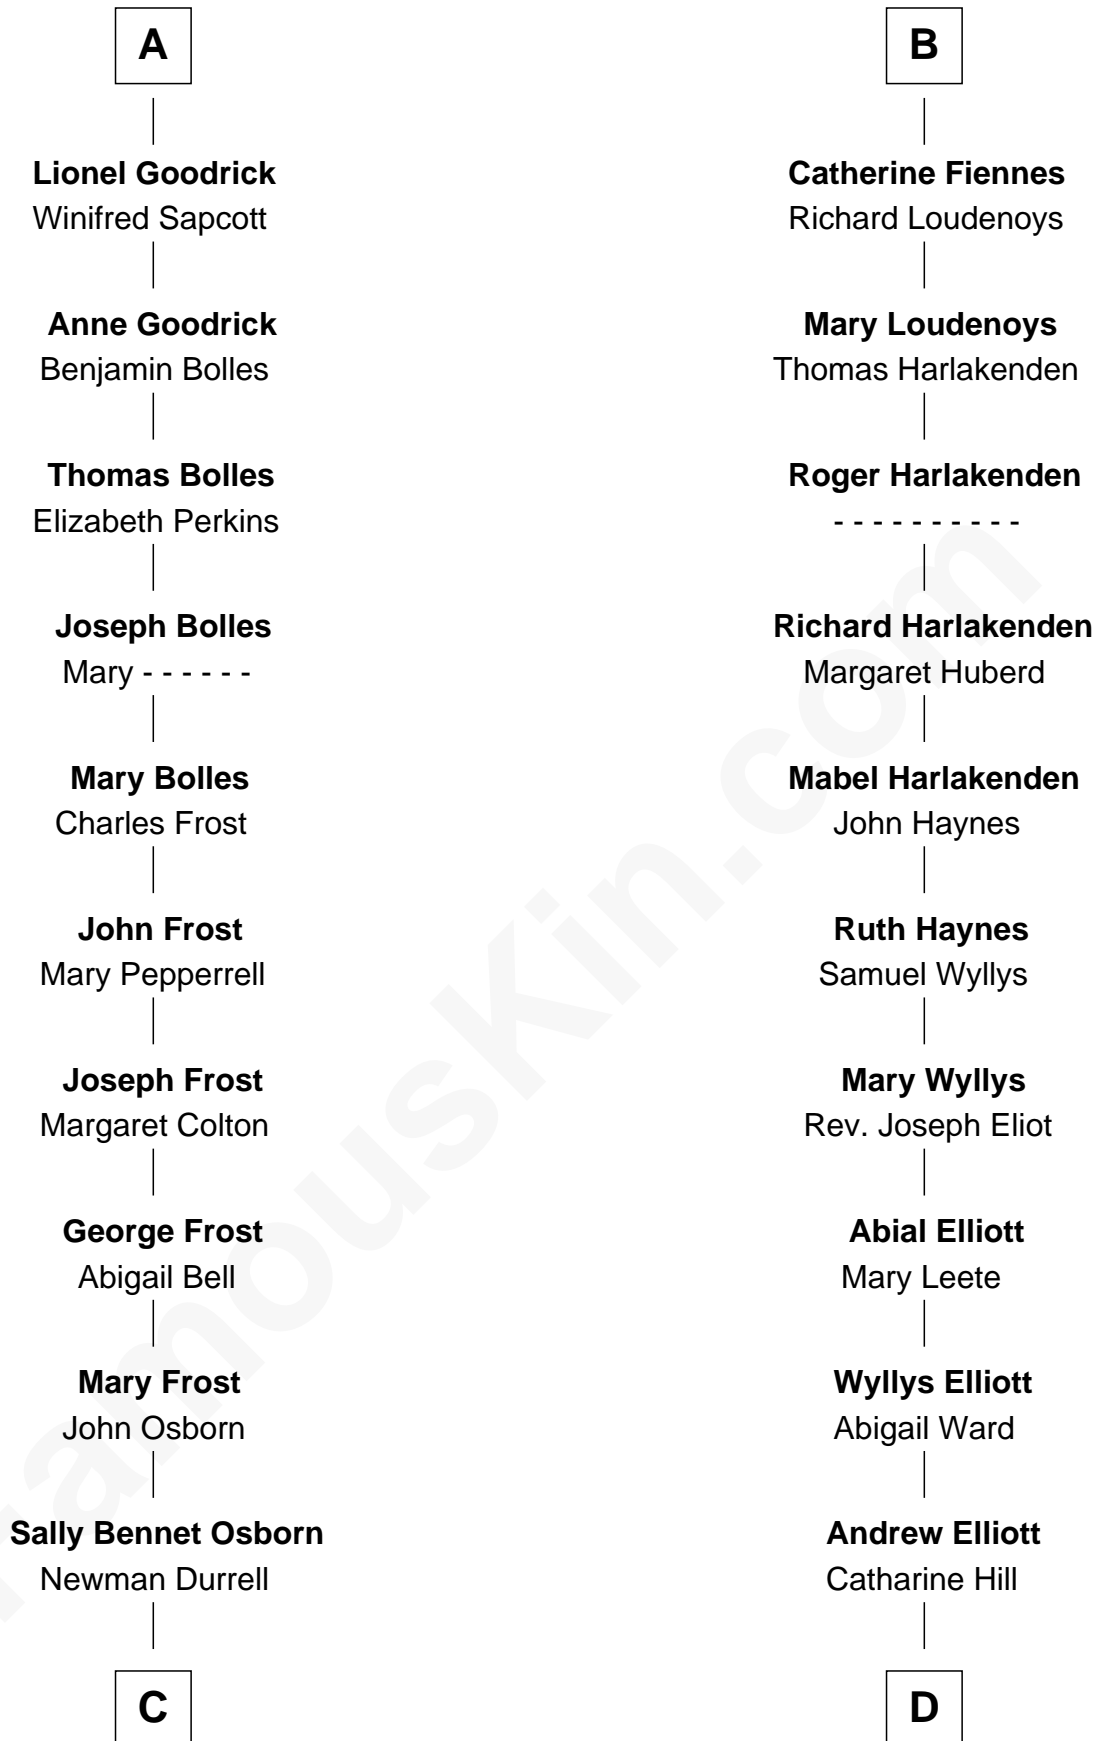 A
Lionel Goodrick
Winifred Sapcott
Anne Goodrick
Benjamin Bolles
Thomas Bolles
Elizabeth Perkins
Joseph Bolles
Mary - - - - - -
Mary Bolles
Charles Frost
John Frost
Mary Pepperrell
Joseph Frost
Margaret Colton
George Frost
Abigail Bell
Mary Frost
John Osborn
Sally Bennet Osborn
Newman Durrell
C
B
Catherine Fiennes
Richard Loudenoys
Mary Loudenoys
Thomas Harlakenden
Roger Harlakenden
- - - - - - - - - -
Richard Harlakenden
Margaret Huberd
Mabel Harlakenden
John Haynes
Ruth Haynes
Samuel Wyllys
Mary Wyllys
Rev. Joseph Eliot
Abial Elliott
Mary Leete
Wyllys Elliott
Abigail Ward
Andrew Elliott
Catharine Hill
D
FamousKin.com